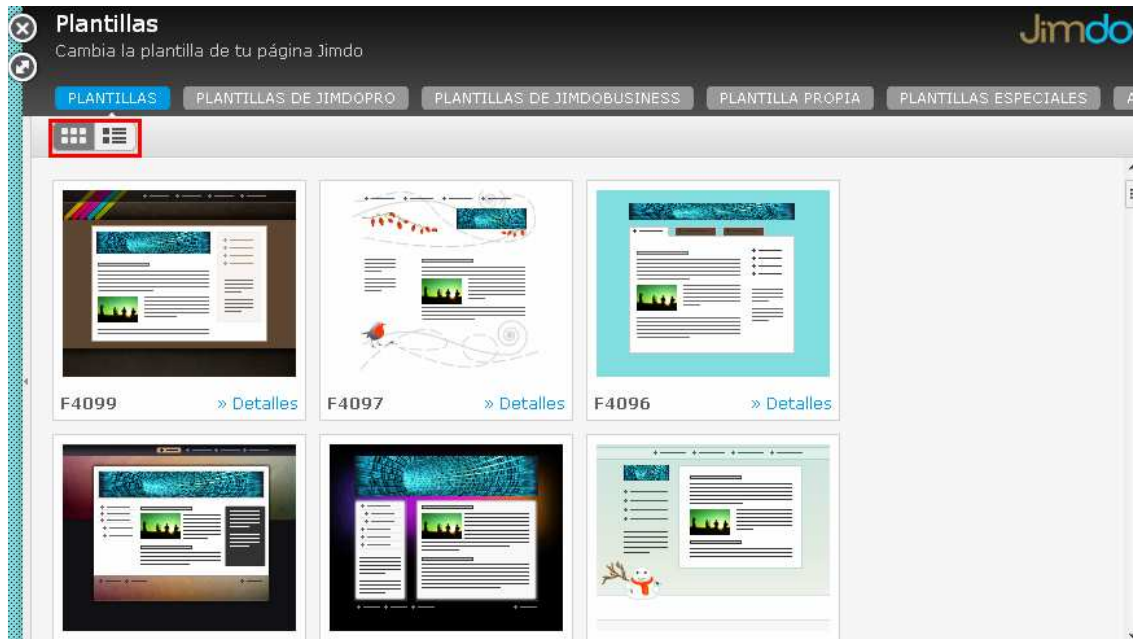 Plantillas
Jimdo
Cambia la plantilla de tu página Jimdo
PLANTILLAS PLANTILLAS DE JIMDOPRO PLANTILLAS DE JIMDOBUSINESS PLANTILLA PROPIA PLANTILLAS ESPECIALES A
F4099 » Detalles F4097 » Detalles F4096 » Detalles